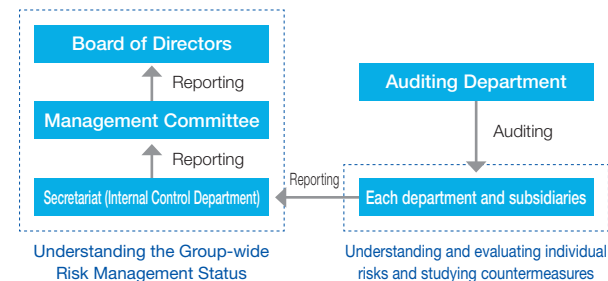 Board of Directors
Reporting
Management Committee
Reporting
Secretariat (Internal Control Department)
Understanding the Group-wide
Risk Management Status
Reporting
Auditing Department
Auditing
Each department and subsidiaries
Understanding and evaluating individual
risks and studying countermeasures